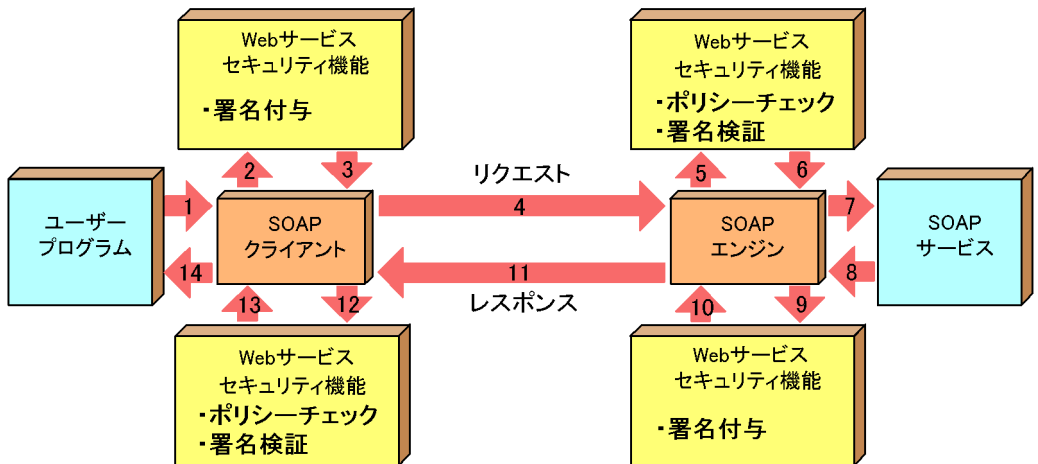 Webサービス
セキュリティ機能
・署名付与
Webサービス
セキュリティ機能
・ポリシーチェック
・署名検証
2
3
リクエスト
5
6
ユーザー
プログラム
1
SOAP
クライアント
4
SOAP
エンジン
7
SOAP
サービス
14
11
8
13
12
レスポンス
10
9
Webサービス
セキュリティ機能
・ポリシーチェック
・署名検証
Webサービス
セキュリティ機能
・署名付与